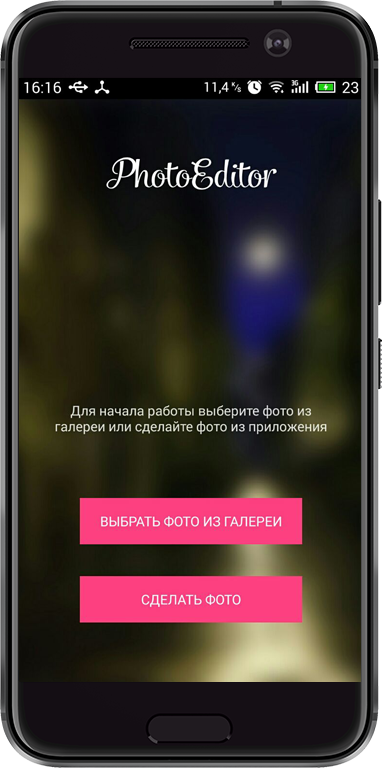 16:16 11,4 K/s 3G 23
PhotoEditor
Для начала работы выберите фото из
галереи или сделайте фото из приложения
ВЫБРАТЬ ФОТО ИЗ ГАЛЕРЕИ
СДЕЛАТЬ ФОТО